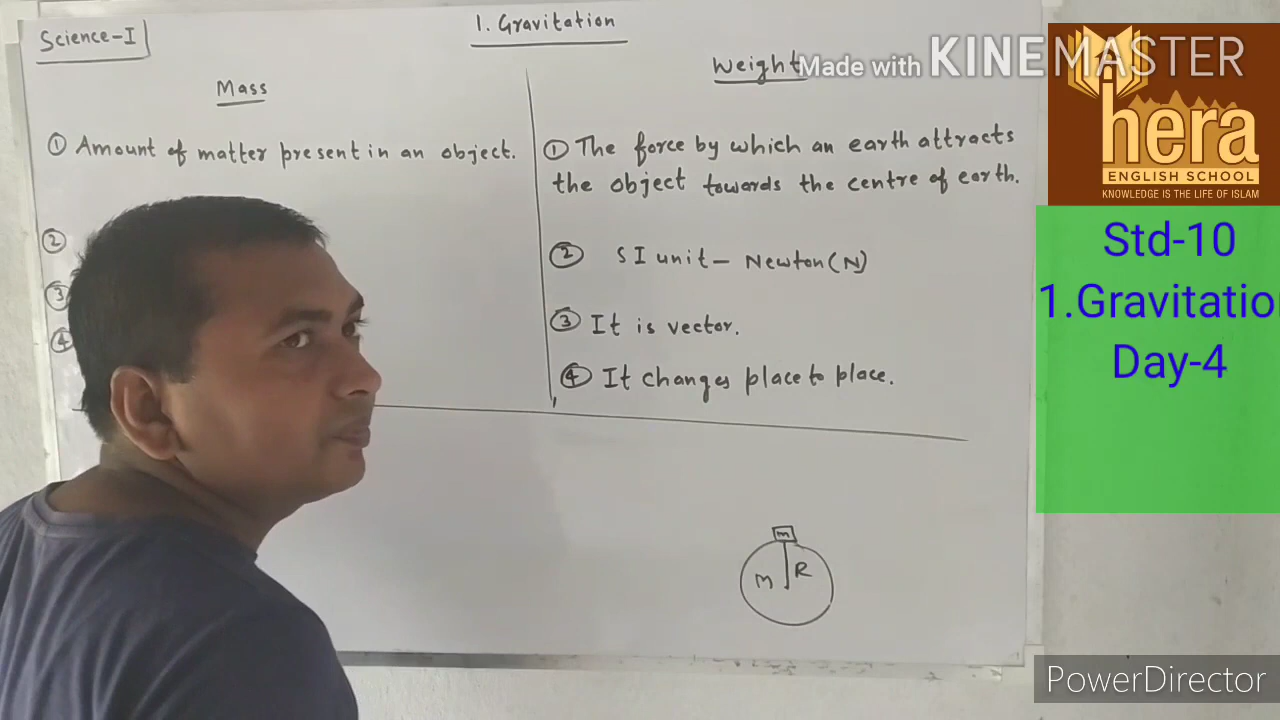 Science-I
1. Gravitation
Mass
① Amount of matter present in an object.
②
③
④
Weight
① The force by which an earth attracts
the object towards the centre of earth.
② SI unit - Newton (N)
③ It is vector.
④ It changes place to place.
m
M R
Made with KINEMASTER
hera
ENGLISH SCHOOL
KNOWLEDGE IS THE LIFE OF ISLAM
Std-10
1.Gravitatio
Day-4
PowerDirector